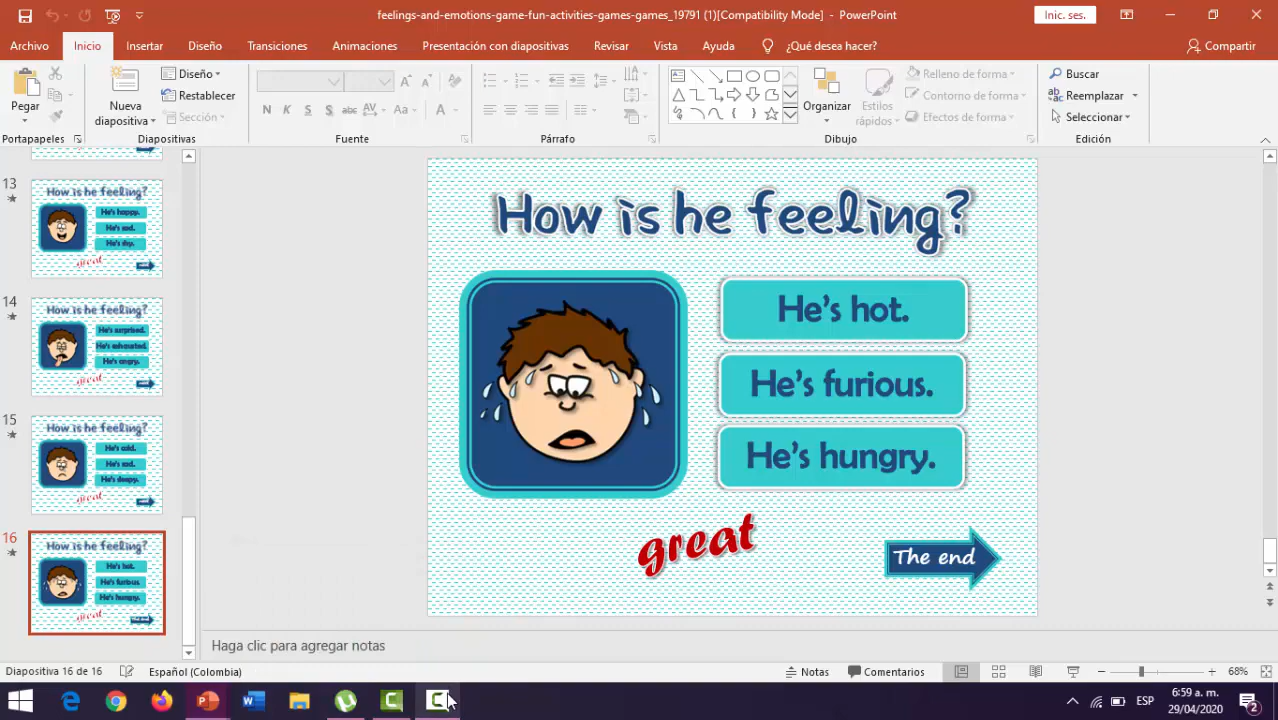 feelings-and-emotions-game-fun-activities-games-games_19791 (1)[Compatibility Mode] - PowerPoint
Inic. ses.
Archivo Inicio Insertar Diseño Transiciones Animaciones Presentación con diapositivas Revisar Vista Ayuda ¿Qué desea hacer? Compartir
Pegar
Nueva diapositiva
Diseño
Restablecer
Sección
N K S S abc AV Aa A
Organizar
Estilos rápidos
Relleno de forma
Contorno de forma
Efectos de forma
Buscar
Reemplazar
Seleccionar
Portapapeles Diapositivas Fuente Párrafo Dibujo Edición
13
How is he feeling?
He's happy.
He's sad.
He's shy.
great
14
How is he feeling?
He's surprised.
He's exhausted.
He's angry.
great
15
How is he feeling?
He's cold.
He's sad.
He's sleepy.
great
16
How is he feeling?
He's hot.
He's furious.
He's hungry.
great
How is he feeling?
He's hot.
He's furious.
He's hungry.
great
The end
Haga clic para agregar notas
Diapositiva 16 de 16 Español (Colombia) Notas Comentarios 68%
ESP
6:59 a. m.
29/04/2020
2